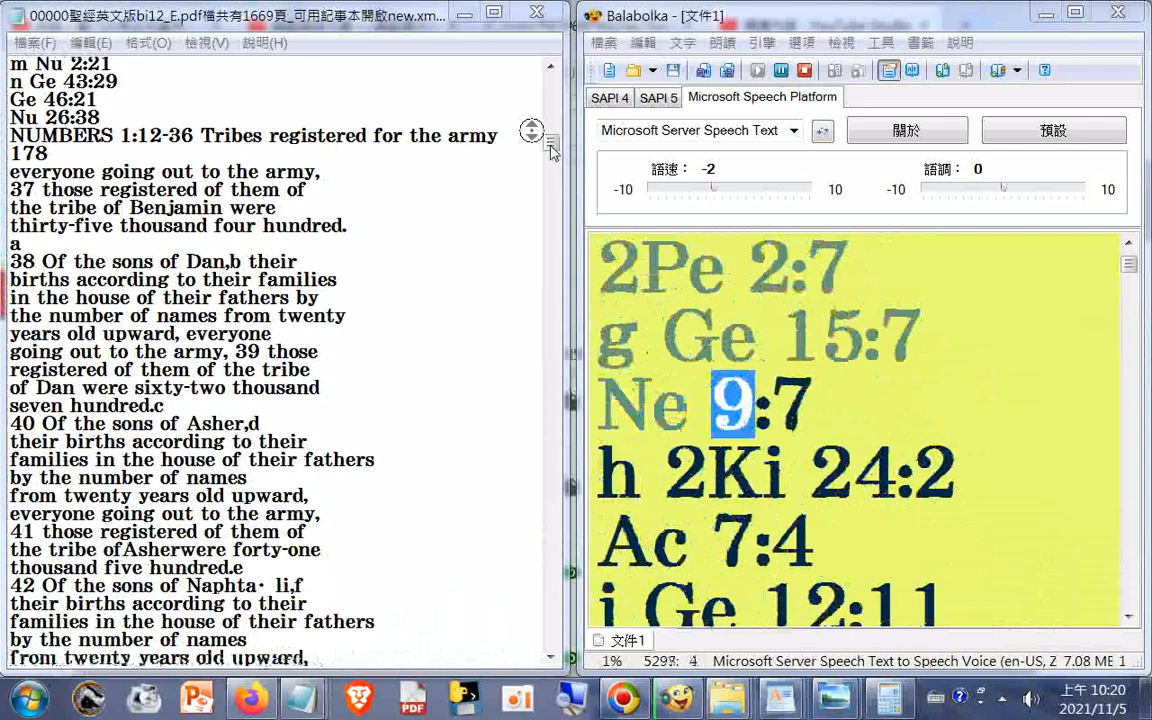 00000聖經英文版bi12_E.pdf檔共有1669頁_可用記事本開啟new.xm...
檔案(F) 編輯(E) 格式(O) 檢視(V) 說明(H)
m Nu 2:21
n Ge 43:29
Ge 46:21
Nu 26:38
NUMBERS 1:12-36 Tribes registered for the army
178
everyone going out to the army,
37 those registered of them of
the tribe of Benjamin were
thirty-five thousand four hundred.
a
38 Of the sons of Dan,b their
births according to their families
in the house of their fathers by
the number of names from twenty
years old upward, everyone
going out to the army, 39 those
registered of them of the tribe
of Dan were sixty-two thousand
seven hundred.c
40 Of the sons of Asher,d
their births according to their
families in the house of their fathers
by the number of names
from twenty years old upward,
everyone going out to the army,
41 those registered of them of
the tribe ofAsherwere forty-one
thousand five hundred.e
42 Of the sons of Naphta· li,f
their births according to their
families in the house of their fathers
by the number of names
from twenty years old upward,
Balabolka - [文件1]
檔案 編輯 文字 朗讀 引擎 選項 檢視 工具 書籤 說明
SAPI 4 SAPI 5 Microsoft Speech Platform
Microsoft Server Speech Text 關於 預設
語速: -2 語調: 0
-10 10 -10 10
2Pe 2:7
g Ge 15:7
Ne 9:7
h 2Ki 24:2
Ac 7:4
i Ge 12:11
文件1
1% 529: 4 Microsoft Server Speech Text to Speech Voice (en-US, Z 7.08 ME 1
PDF
上午 10:20
2021/11/5